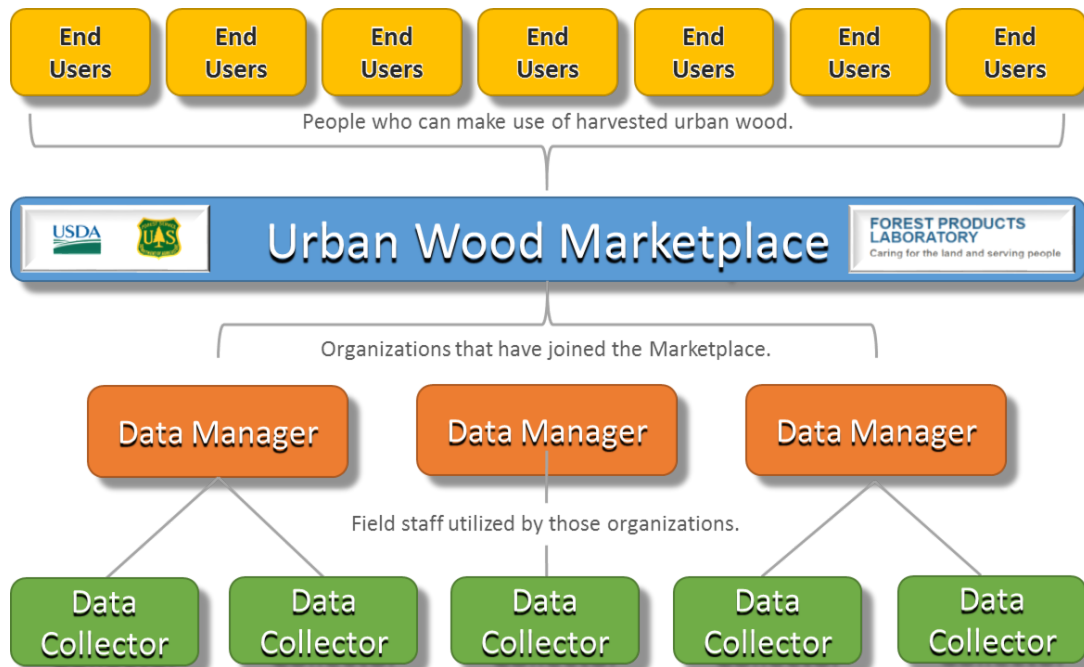 End End End End End End End
Users Users Users Users Users Users Users
People who can make use of harvested urban wood.
USDA
U S
Urban Wood Marketplace
FOREST PRODUCTS
LABORATORY
Caring for the land and serving people
Organizations that have joined the Marketplace.
Data Manager Data Manager Data Manager
Field staff utilized by those organizations.
Data Data Data Data Data
Collector Collector Collector Collector Collector